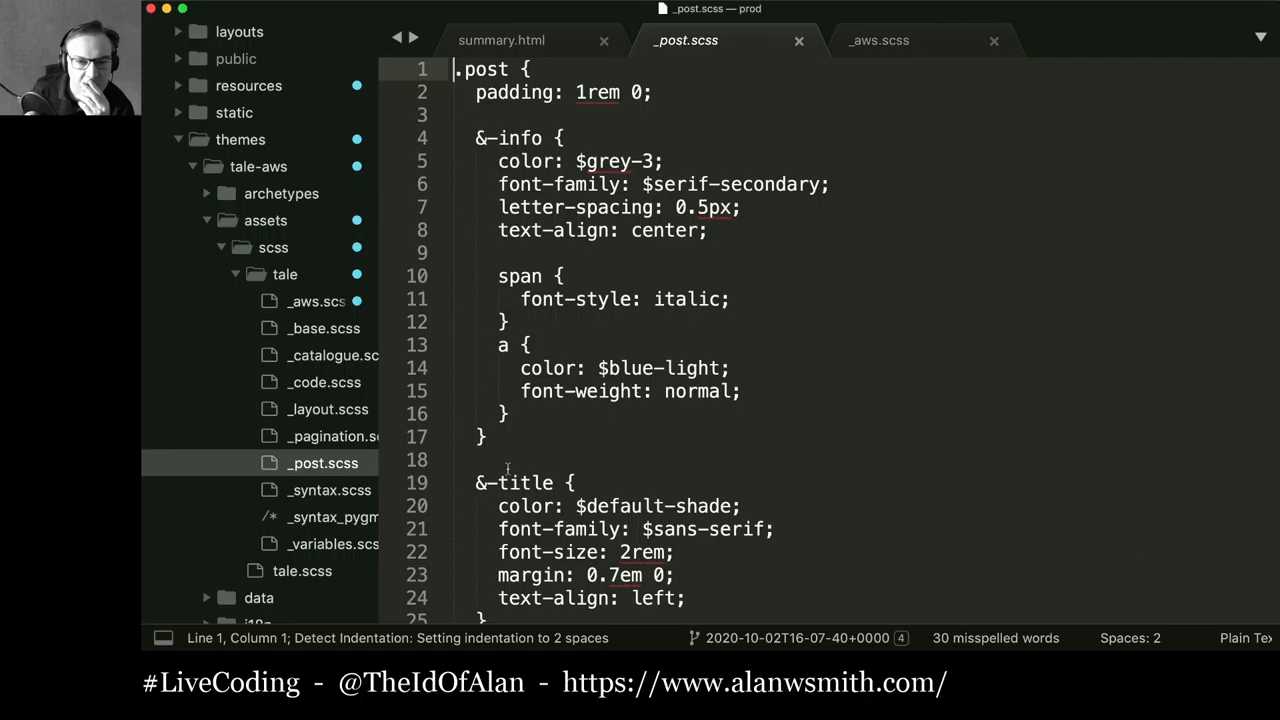 _post.scss — prod
layouts
public
resources
static
themes
tale-aws
archetypes
assets
scss
tale
_aws.scs
_base.scss
_catalogue.sc
_code.scss
_layout.scss
_pagination.s
_post.scss
_syntax.scss
/* _syntax_pygm
_variables.scs
tale.scss
data
summary.html
_post.scss
_aws.scss
1 .post {
2 padding: 1rem 0;
3
4 &-info {
5 color: $grey-3;
6 font-family: $serif-secondary;
7 letter-spacing: 0.5px;
8 text-align: center;
9
10 span {
11 font-style: italic;
12 }
13 a {
14 color: $blue-light;
15 font-weight: normal;
16 }
17 }
18
19 &-title {
20 color: $default-shade;
21 font-family: $sans-serif;
22 font-size: 2rem;
23 margin: 0.7em 0;
24 text-align: left;
25 }
Line 1, Column 1; Detect Indentation: Setting indentation to 2 spaces
2020-10-02T16-07-40+0000 4
30 misspelled words
Spaces: 2
Plain Tex
#LiveCoding - @TheIdOfAlan - https://www.alanwsmith.com/